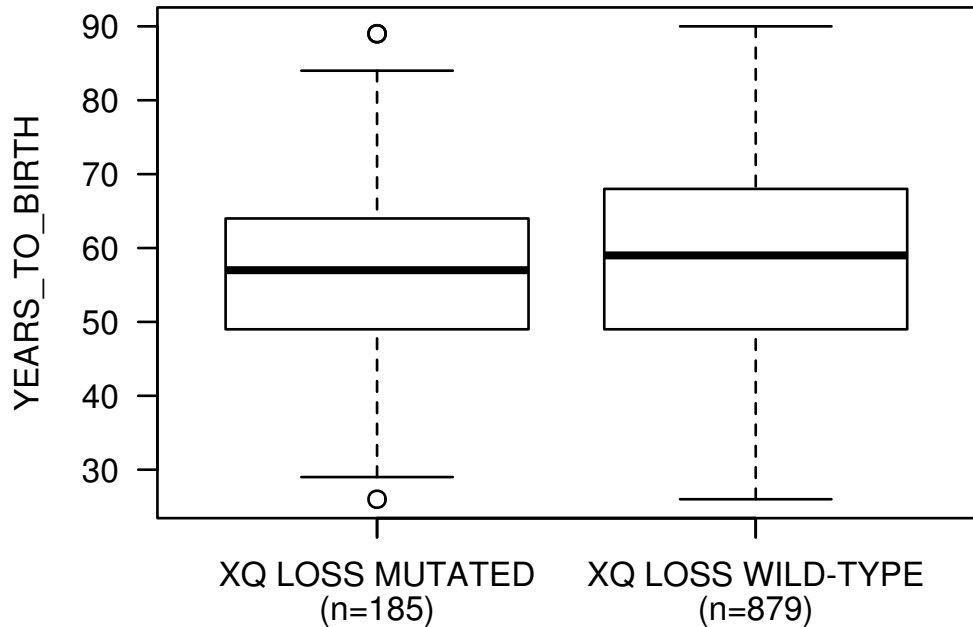 YEARS_TO_BIRTH
90
80
70
60
50
40
30
XQ LOSS MUTATED
(n=185)
XQ LOSS WILD-TYPE
(n=879)